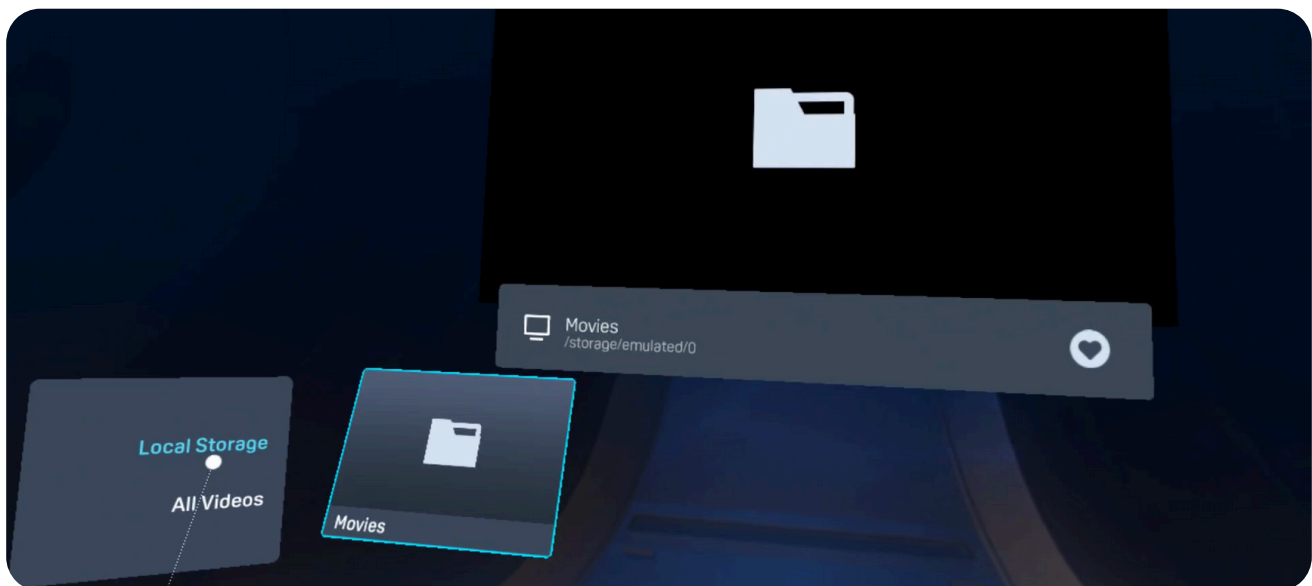 Movies
/storage/emulated/0
Local Storage
All Videos
Movies